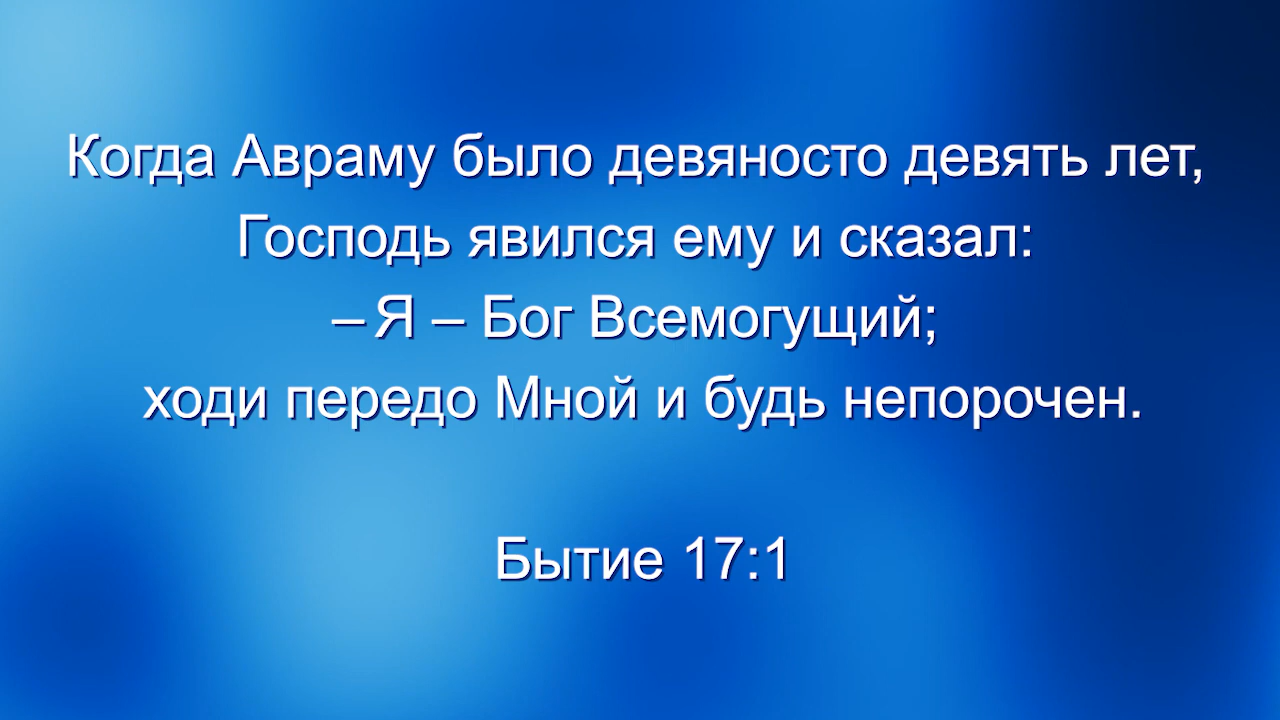 Когда Авраму было девяносто девять лет,
Господь явился ему и сказал:
– Я – Бог Всемогущий;
ходи передо Мной и будь непорочен.
Бытие 17:1